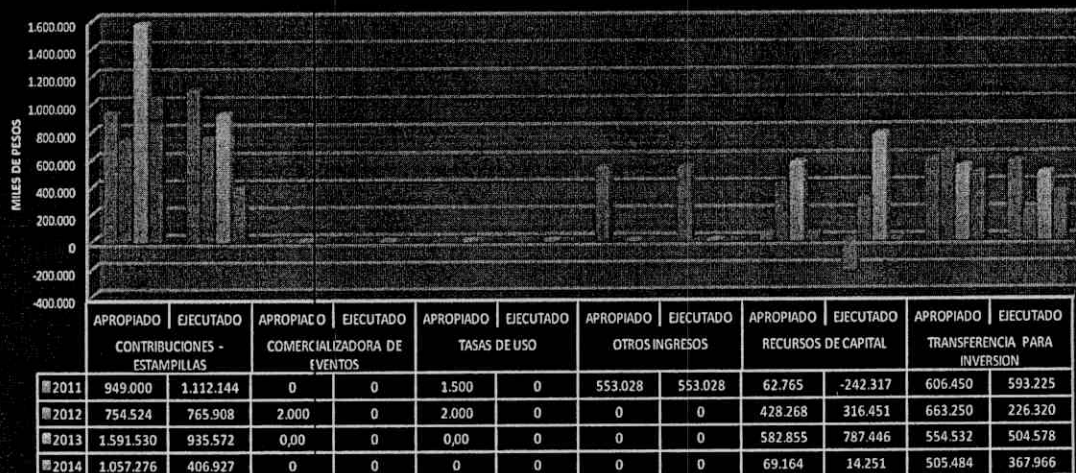 MILES DE PESOS
1.600.000
1.400.000
1.200.000
1.000.000
800.000
600.000
400.000
200.000
0
-200.000
-400.000
APROPIADO EJECUTADO APROPIADO EJECUTADO APROPIADO EJECUTADO APROPIADO EJECUTADO APROPIADO EJECUTADO APROPIADO EJECUTADO
CONTRIBUCIONES - COMERCIALIZADORA DE TASAS DE USO OTROS INGRESOS RECURSOS DE CAPITAL TRANSFERENCIA PARA
ESTAMPILLAS EVENTOS INVERSION
2011 949.000 1.112.144 0 0 1.500 0 553.028 553.028 62.765 -242.317 606.450 593.225
2012 754.524 765.908 2.000 0 2.000 0 0 0 428.268 316.451 663.250 226.320
2013 1.591.530 935.572 0,00 0 0,00 0 0 0 582.855 787.446 554.532 504.578
2014 1.057.276 406.927 0 0 0 0 0 0 69.164 14.251 505.484 367.966